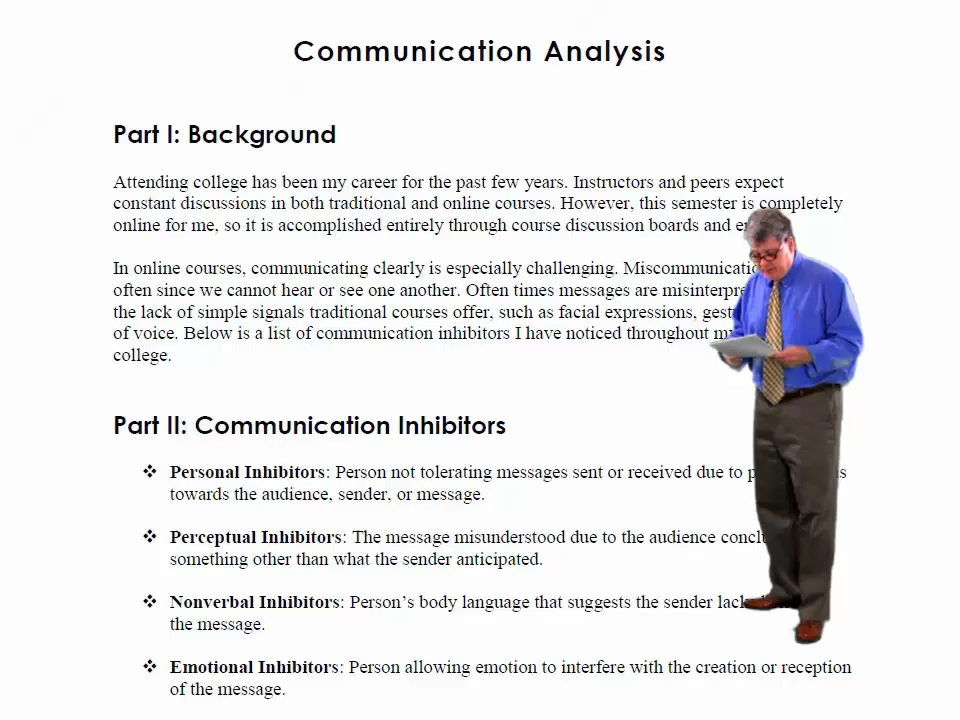 Communication Analysis
Part I: Background
Attending college has been my career for the past few years. Instructors and peers expect
constant discussions in both traditional and online courses. However, this semester is completely
online for me, so it is accomplished entirely through course discussion boards and
In online courses, communicating clearly is especially challenging.
often since we cannot hear or see one another. Often times messages are
the lack of simple signals traditional courses offer, such as facial expressions,
of voice. Below is a list of communication inhibitors I have noticed throughout
college.
Part II: Communication Inhibitors
❖ Personal Inhibitors: Person not tolerating messages sent or received due to
towards the audience, sender, or message.
❖ Perceptual Inhibitors: The message misunderstood due to the audience
something other than what the sender anticipated.
❖ Nonverbal Inhibitors: Person’s body language that suggests the sender
the message.
❖ Emotional Inhibitors: Person allowing emotion to interfere with the creation or reception
of the message.